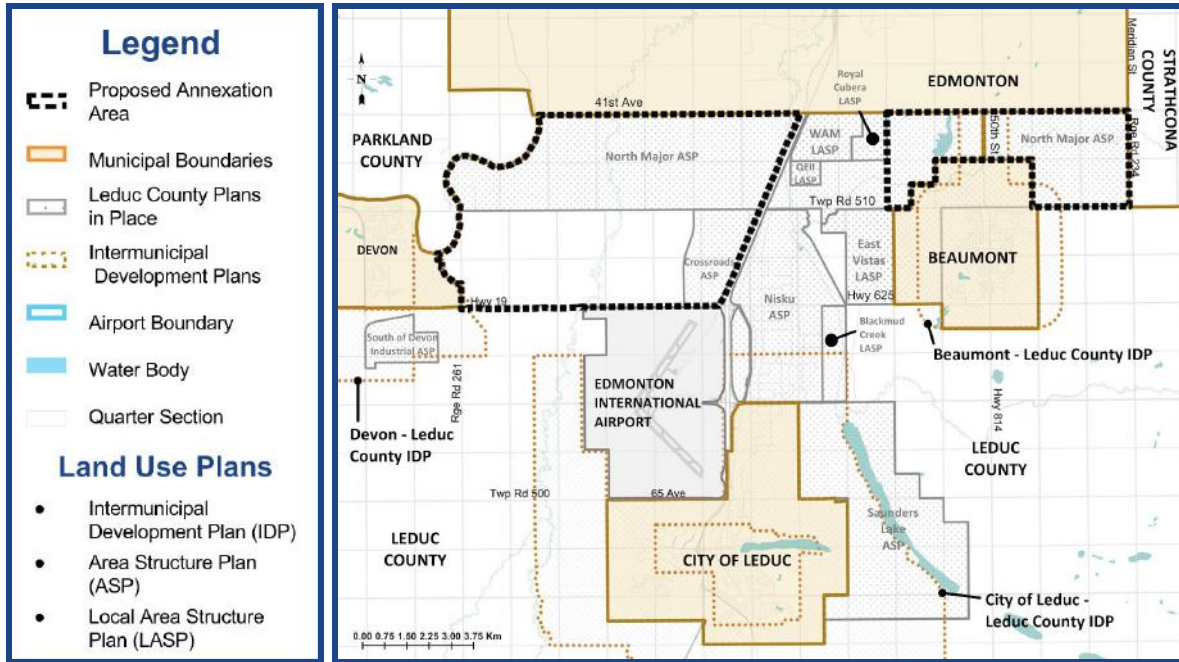 Legend
Proposed Annexation
Area
Municipal Boundaries
Leduc County Plans
in Place
Intermunicipal
Development Plans
Airport Boundary
Water Body
Quarter Section
Land Use Plans
Intermunicipal
Development Plan (IDP)
Area Structure Plan
(ASP)
Local Area Structure
Plan (LASP)
N
PARKLAND
COUNTY
41st Ave
North Major ASP
Royal
Cubera
LASP
EDMONTON
Meridian St
STRATHCONA
COUNTY
WAM
LASP
QEII
LASP
50th St
North Major ASP
Rge Rd 234
Twp Rd 510
DEVON
Crossroads
ASP
East
Vistas
LASP
BEAUMONT
Hwy 19
Nisku
ASP
Hwy 625
South of Devon
Industrial ASP
Blackmud
Creek
LASP
Beaumont - Leduc County IDP
Rge Rd 261
EDMONTON
INTERNATIONAL
AIRPORT
Hwy 814
Devon - Leduc
County IDP
LEDUC
COUNTY
Twp Rd 500
65 Ave
LEDUC
COUNTY
Saunders
Lake
ASP
CITY OF LEDUC
City of Leduc -
Leduc County IDP
0.00 0.75 1.50 2.25 3.00 3.75 Km